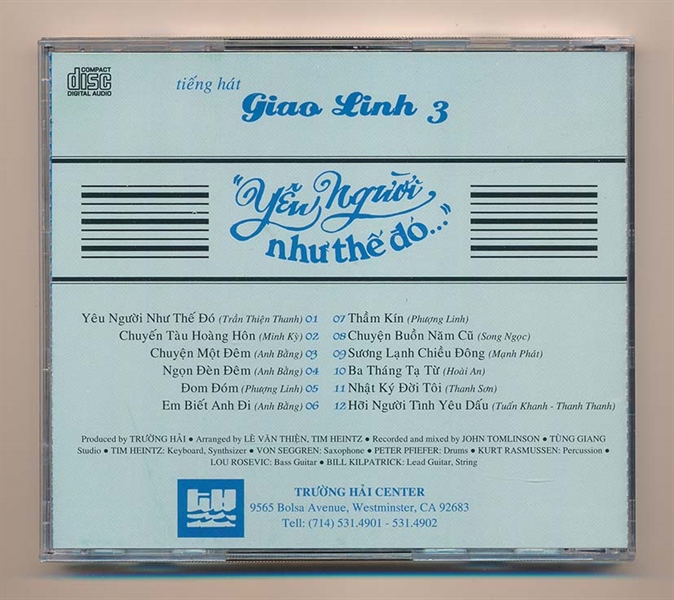 COMPACT
disc
DIGITAL AUDIO
tiếng hát
Giao Linh 3
"Yêu Người
như thế đó..."
Yêu Người Như Thế Đó (Trần Thiện Thanh) 01
Chuyến Tàu Hoàng Hôn (Minh Kỳ) 02
Chuyện Một Đêm (Anh Bằng) 03
Ngọn Đèn Đêm (Anh Bằng) 04
Đom Đóm (Phượng Linh) 05
Em Biết Anh Đi (Anh Bằng) 06
07 Thầm Kín (Phượng Linh)
08 Chuyện Buồn Năm Cũ (Song Ngọc)
09 Sương Lạnh Chiều Đông (Mạnh Phát)
10 Ba Tháng Tạ Từ (Hoài An)
11 Nhật Ký Đời Tôi (Thanh Sơn)
12 Hỡi Người Tình Yêu Dấu (Tuấn Khanh - Thanh Thanh)
Produced by TRƯỜNG HẢI • Arranged by LÊ VĂN THIỆN, TIM HEINTZ • Recorded and mixed by JOHN TOMLINSON • TÙNG GIANG
Studio • TIM HEINTZ: Keyboard, Synthsizer • VON SEGGREN: Saxophone • PETER PFIEFER: Drums • KURT RASMUSSEN: Percussion •
LOU ROSEVIC: Bass Guitar • BILL KILPATRICK: Lead Guitar, String
TH
TRƯỜNG HẢI CENTER
9565 Bolsa Avenue, Westminster, CA 92683
Tell: (714) 531.4901 - 531.4902